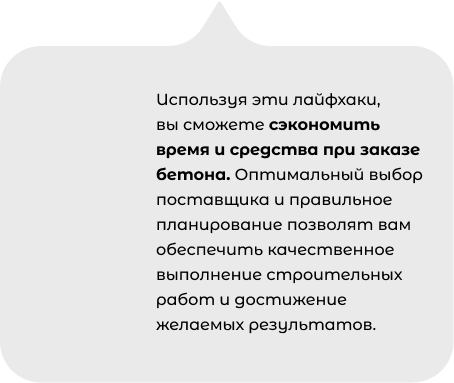 Используя эти лайфхаки,
вы сможете сэкономить
время и средства при заказе
бетона. Оптимальный выбор
поставщика и правильное
планирование позволят вам
обеспечить качественное
выполнение строительных
работ и достижение
желаемых результатов.